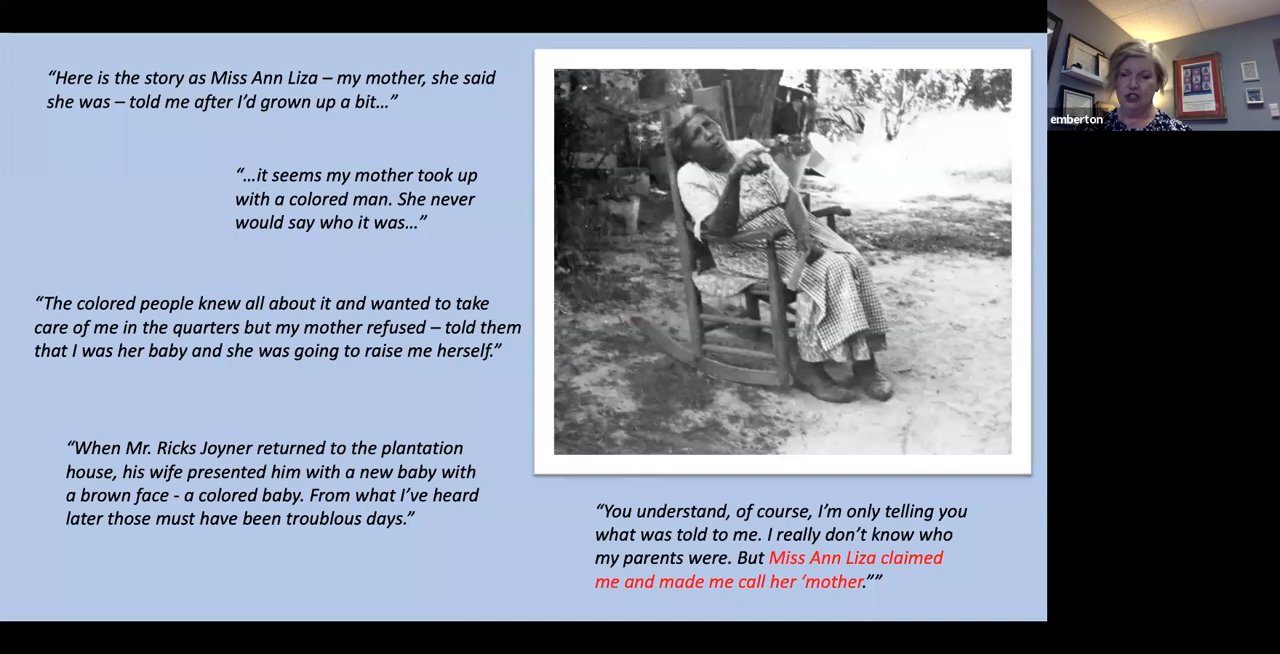 “Here is the story as Miss Ann Liza – my mother, she said
she was – told me after I’d grown up a bit…”
“…it seems my mother took up
with a colored man. She never
would say who it was…”
“The colored people knew all about it and wanted to take
care of me in the quarters but my mother refused – told them
that I was her baby and she was going to raise me herself.”
“When Mr. Ricks Joyner returned to the plantation
house, his wife presented him with a new baby with
a brown face - a colored baby. From what I’ve heard
later those must have been troublous days.”
“You understand, of course, I’m only telling you
what was told to me. I really don’t know who
my parents were. But Miss Ann Liza claimed
me and made me call her ‘mother.””
emberton